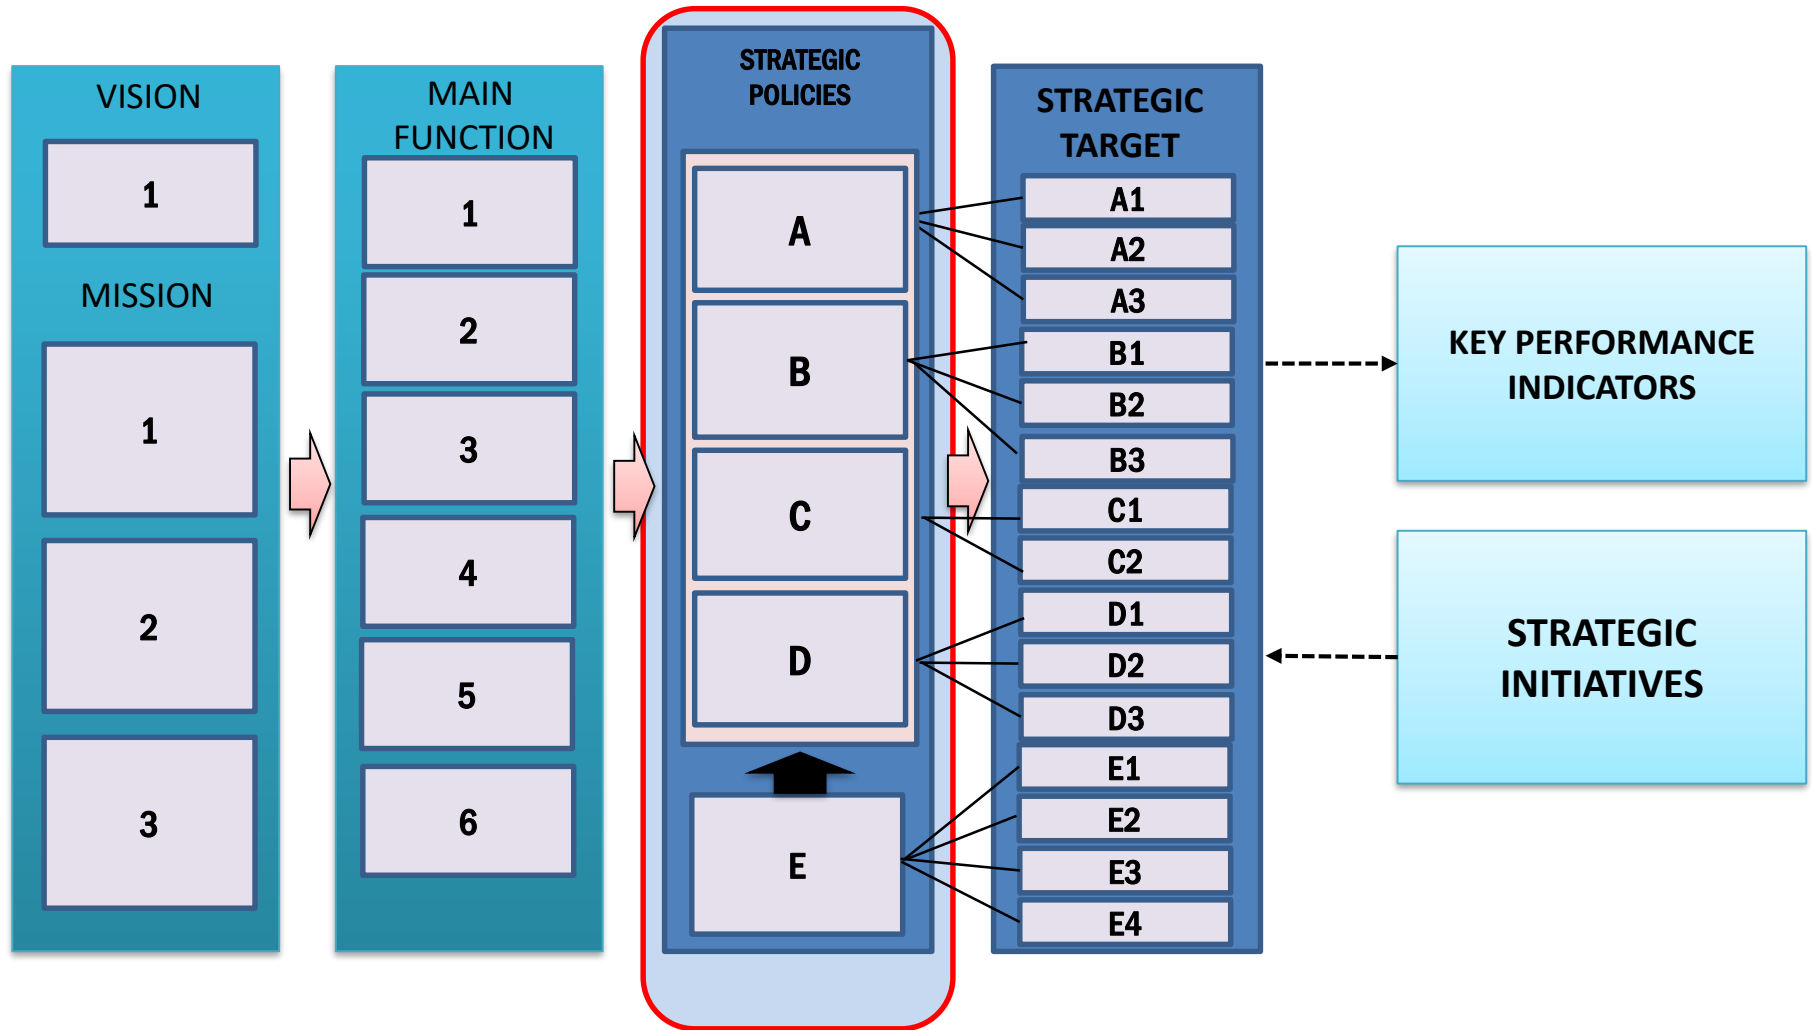 VISION
1
MISSION
1
2
3
MAIN
FUNCTION
1
2
3
4
5
6
STRATEGIC
POLICIES
A
B
C
D
E
STRATEGIC
TARGET
A1
A2
A3
B1
B2
B3
C1
C2
D1
D2
D3
E1
E2
E3
E4
KEY PERFORMANCE
INDICATORS
STRATEGIC
INITIATIVES